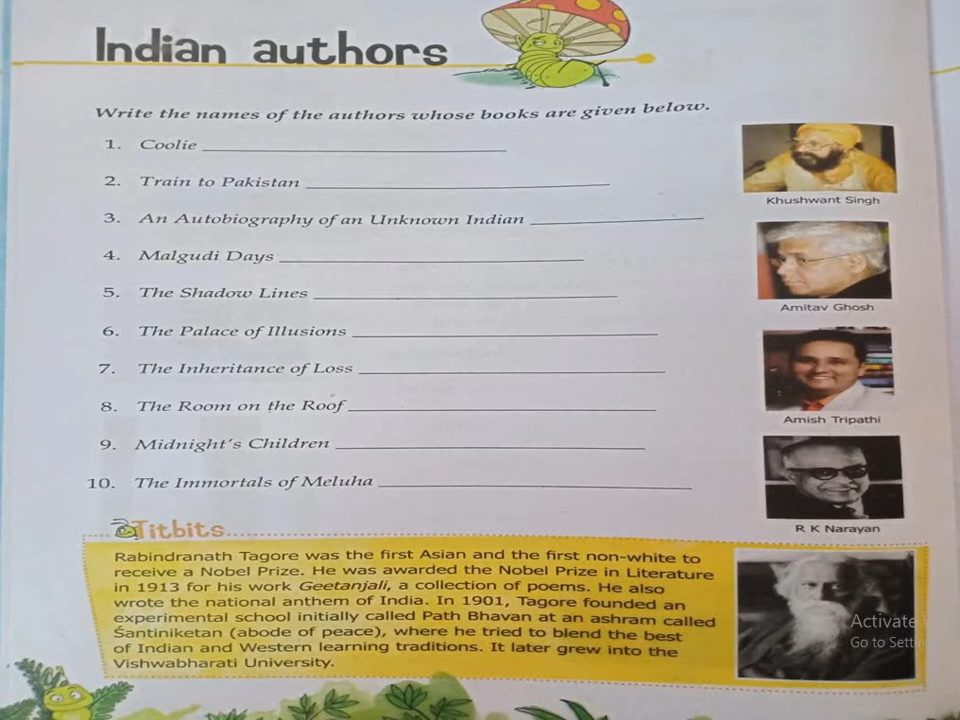 Indian authors
Write the names of the authors whose books are given below.
1. Coolie
2. Train to Pakistan
3. An Autobiography of an Unknown Indian
4. Malgudi Days
5. The Shadow Lines
6. The Palace of Illusions
7. The Inheritance of Loss
8. The Room on the Roof
9. Midnight's Children
10. The Immortals of Meluha
Khushwant Singh
Amitav Ghosh
Amish Tripathi
R K Narayan
Titbits
Rabindranath Tagore was the first Asian and the first non-white to
receive a Nobel Prize. He was awarded the Nobel Prize in Literature
in 1913 for his work Geetanjali, a collection of poems. He also
wrote the national anthem of India. In 1901, Tagore founded an
experimental school initially called Path Bhavan at an ashram called
Śantiniketan (abode of peace), where he tried to blend the best
of Indian and Western learning traditions. It later grew into the
Vishwabharati University.
Activate
Go to